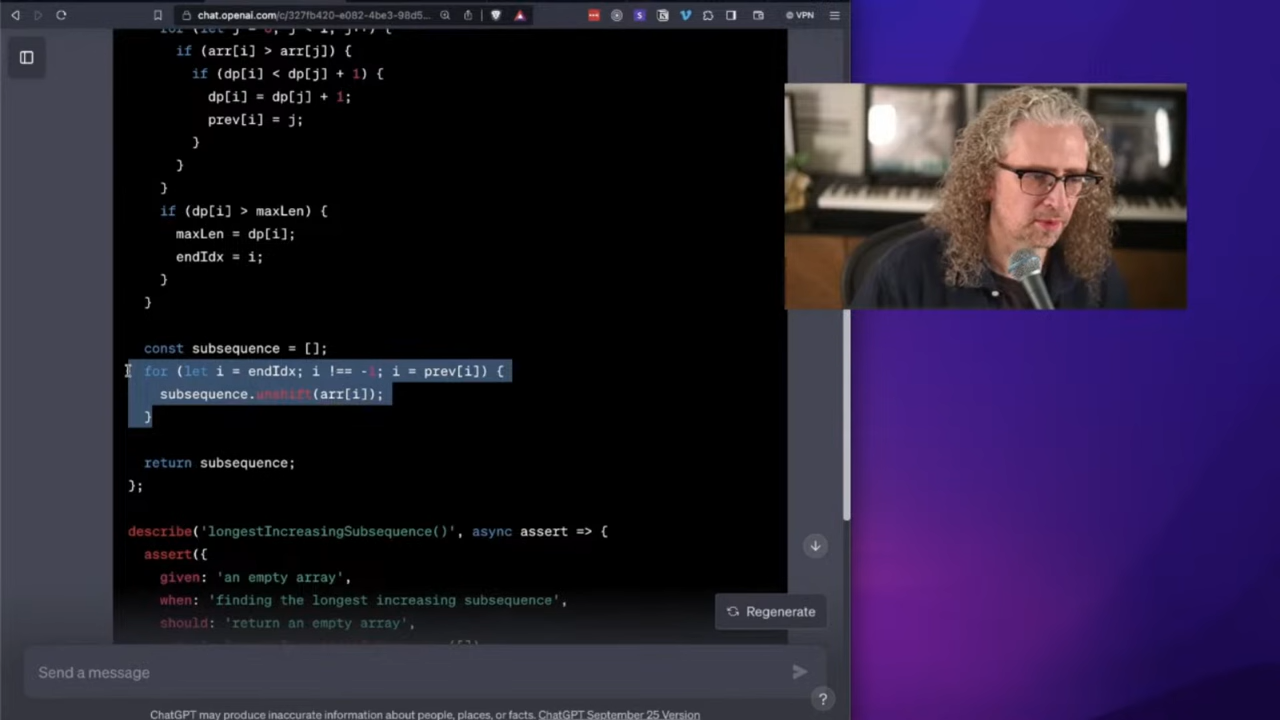 chat.openai.com/c/327fb420-e082-4be3-98d5...
VPN
for (let j = 0; j < i; j++) {
if (arr[i] > arr[j]) {
if (dp[i] < dp[j] + 1) {
dp[i] = dp[j] + 1;
prev[i] = j;
}
}
}
if (dp[i] > maxLen) {
maxLen = dp[i];
endIdx = i;
}
}
const subsequence = [];
for (let i = endIdx; i !== -1; i = prev[i]) {
subsequence.unshift(arr[i]);
}
return subsequence;
};
describe('longestIncreasingSubsequence()', async assert => {
assert({
given: 'an empty array',
when: 'finding the longest increasing subsequence',
should: 'return an empty array',
Regenerate
Send a message
?
ChatGPT may produce inaccurate information about people, places, or facts. ChatGPT September 25 Version